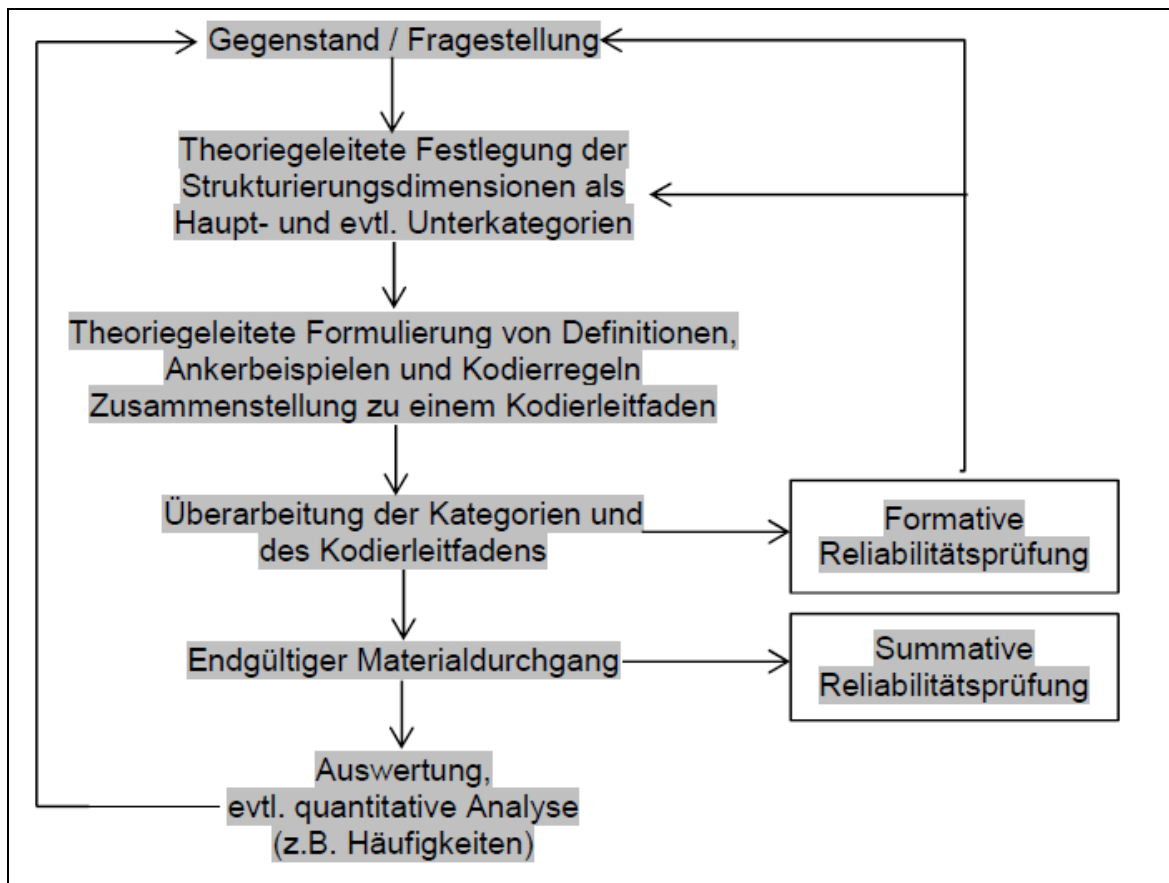 Gegenstand / Fragestellung
Theoriegeleitete Festlegung der
Strukturierungsdimensionen als
Haupt- und evtl. Unterkategorien
Theoriegeleitete Formulierung von Definitionen,
Ankerbeispielen und Kodierregeln
Zusammenstellung zu einem Kodierleitfaden
Überarbeitung der Kategorien und
des Kodierleitfadens
Formative
Reliabilitätsprüfung
Endgültiger Materialdurchgang
Summative
Reliabilitätsprüfung
Auswertung,
evtl. quantitative Analyse
(z.B. Häufigkeiten)